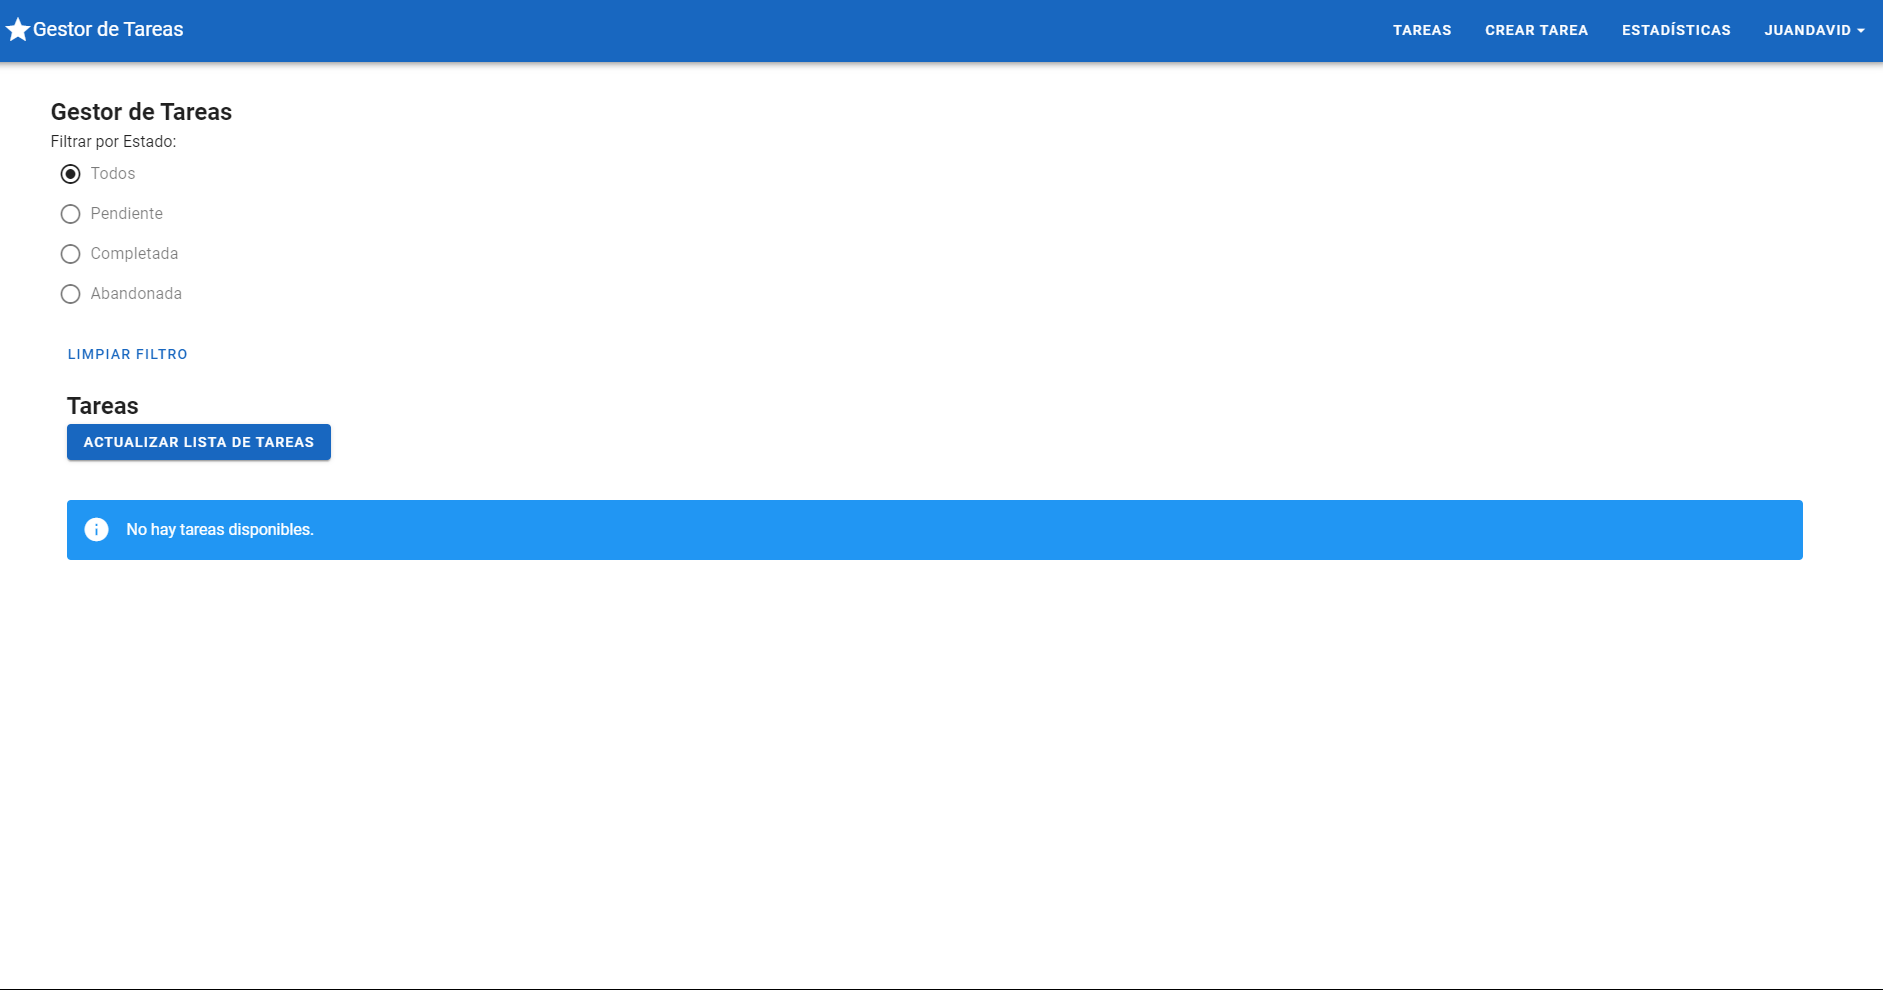 Gestor de Tareas
TAREAS CREAR TAREA ESTADÍSTICAS JUANDAVID
Gestor de Tareas
Filtrar por Estado:
Todos
Pendiente
Completada
Abandonada
LIMPIAR FILTRO
Tareas
ACTUALIZAR LISTA DE TAREAS
No hay tareas disponibles.